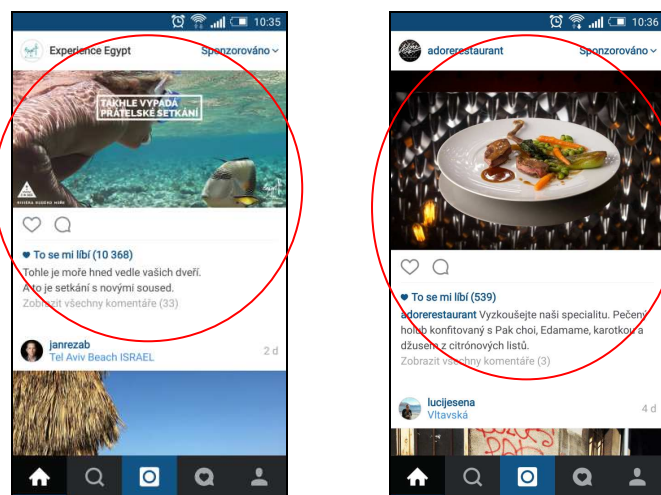 10:35
Experience Egypt
Sponzorováno
TAKHLE VYPADÁ
PŘÁTELSKÉ SETKÁNÍ
RIVIÉRA RUDÉHO MOŘE
To se mi líbí (10 368)
Tohle je moře hned vedle vašich dveří.
A to je setkání s novými soused.
Zobrazit všechny komentáře (33)
janrezab
Tel Aviv Beach ISRAEL
2 d
10:36
adorerestaurant
Sponzorováno
To se mi líbí (539)
adorerestaurant Vyzkoušejte naši specialitu. Pečený
holub konfitovaný s Pak choi, Edamame, karotkou a
džusem z citrónových listů.
Zobrazit všechny komentáře (3)
lucijesena
Vltavská
4 d